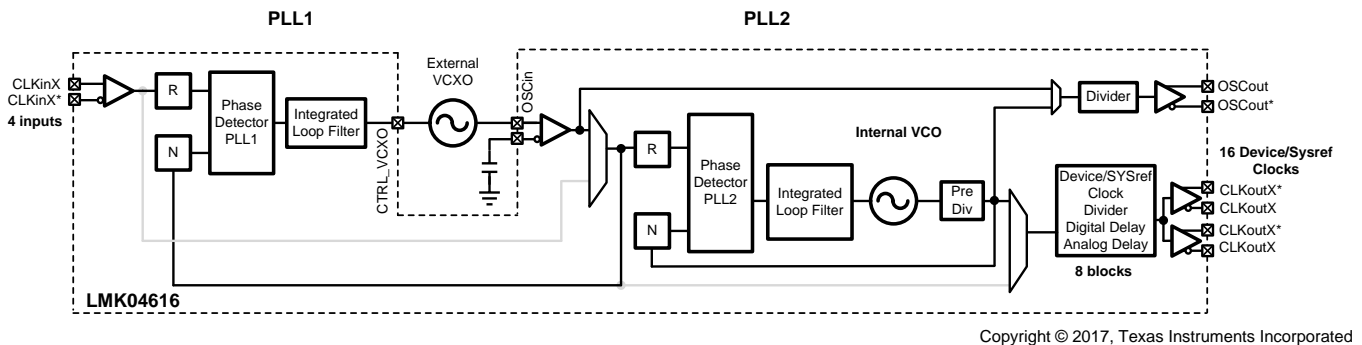 PLL1
PLL2
CLKinX
CLKinX*
4 inputs
R
N
Phase
Detector
PLL1
Integrated
Loop Filter
CTRL_VCXO
External
VCXO
OSCin
R
N
Phase
Detector
PLL2
Integrated
Loop Filter
Internal VCO
Pre
Div
Divider
OSCout
OSCout*
Device/SYSref
Clock
Divider
Digital Delay
Analog Delay
8 blocks
16 Device/Sysref
Clocks
CLKoutX*
CLKoutX
CLKoutX*
CLKoutX
LMK04616
Copyright © 2017, Texas Instruments Incorporated